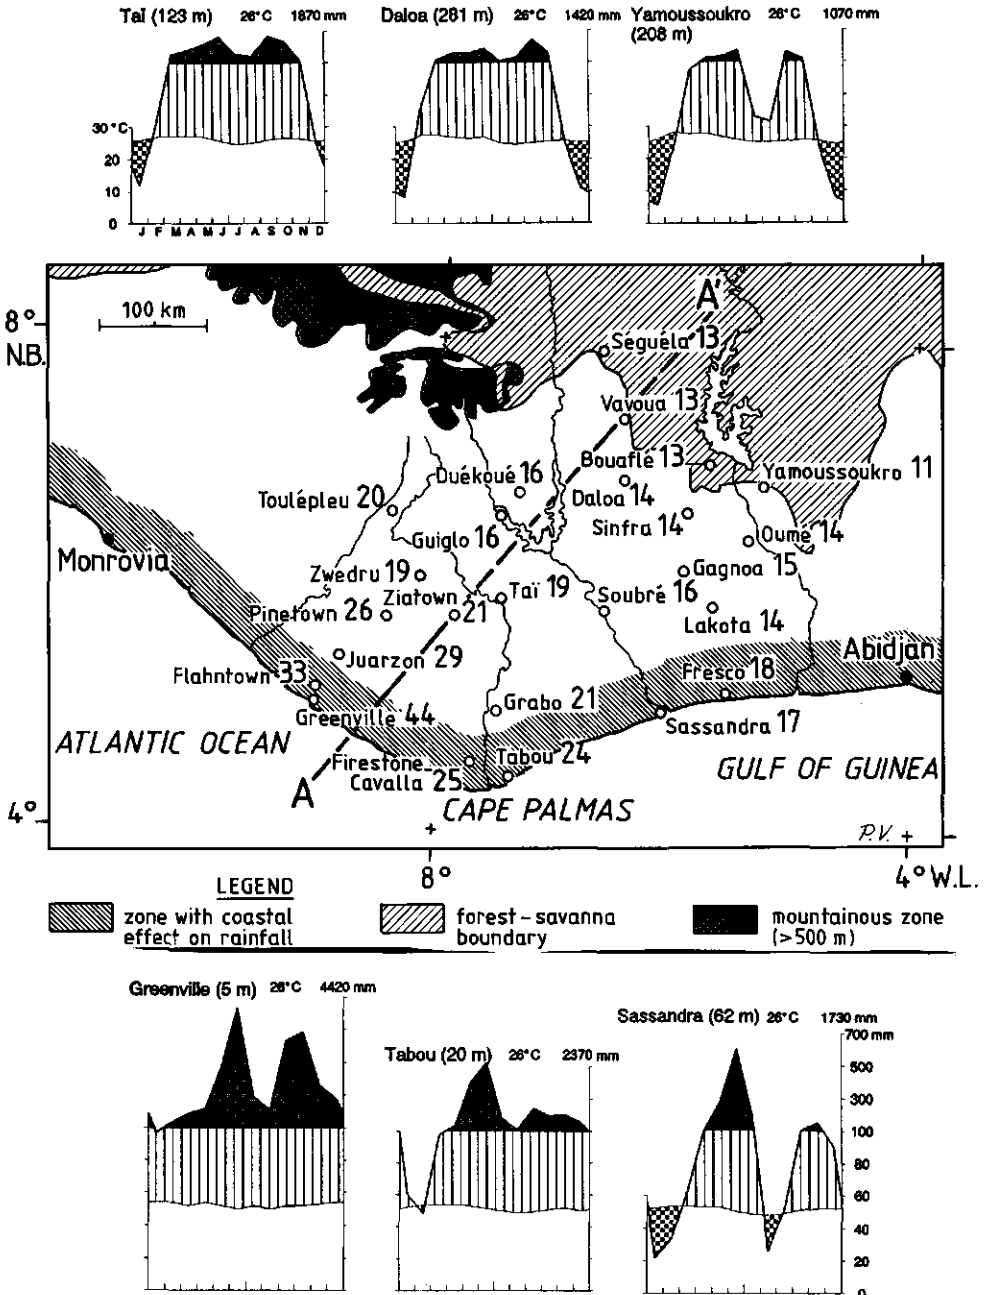 Taï (123 m) 26°C 1870 mm
Daloa (281 m) 26°C 1420 mm
Yamoussoukro 26°C 1070 mm
(208 m)
30°C
20
10
0
J F M A M J J A S O N D
100 km
8°
N.B.
A'
Séguéla 13
Vavoua 13
Bouaflé 13
Yamoussoukro 11
Duékoué 16
Daloa 14
Toulépleu 20
Sinfra 14
Guiglo 16
Oumé 14
Monrovia
Zwedru 19
Gagnoa 15
Ziatown 21
Taï 19
Soubré 16
Pinetown 26
Lakota 14
Juarzon 29
Abidjan
Flahntown 33
Fresco 18
Greenville 44
Grabo 21
Sassandra 17
ATLANTIC OCEAN
Firestone
Cavalla 25
Tabou 24
GULF OF GUINEA
A
4°
CAPE PALMAS
P.V.
8°
4° W.L.
LEGEND
zone with coastal
effect on rainfall
forest-savanna
boundary
mountainous zone
(>500 m)
Greenville (5 m) 26°C 4420 mm
Tabou (20 m) 26°C 2370 mm
Sassandra (62 m) 26°C 1730 mm
700 mm
500
300
100
80
60
40
20
0